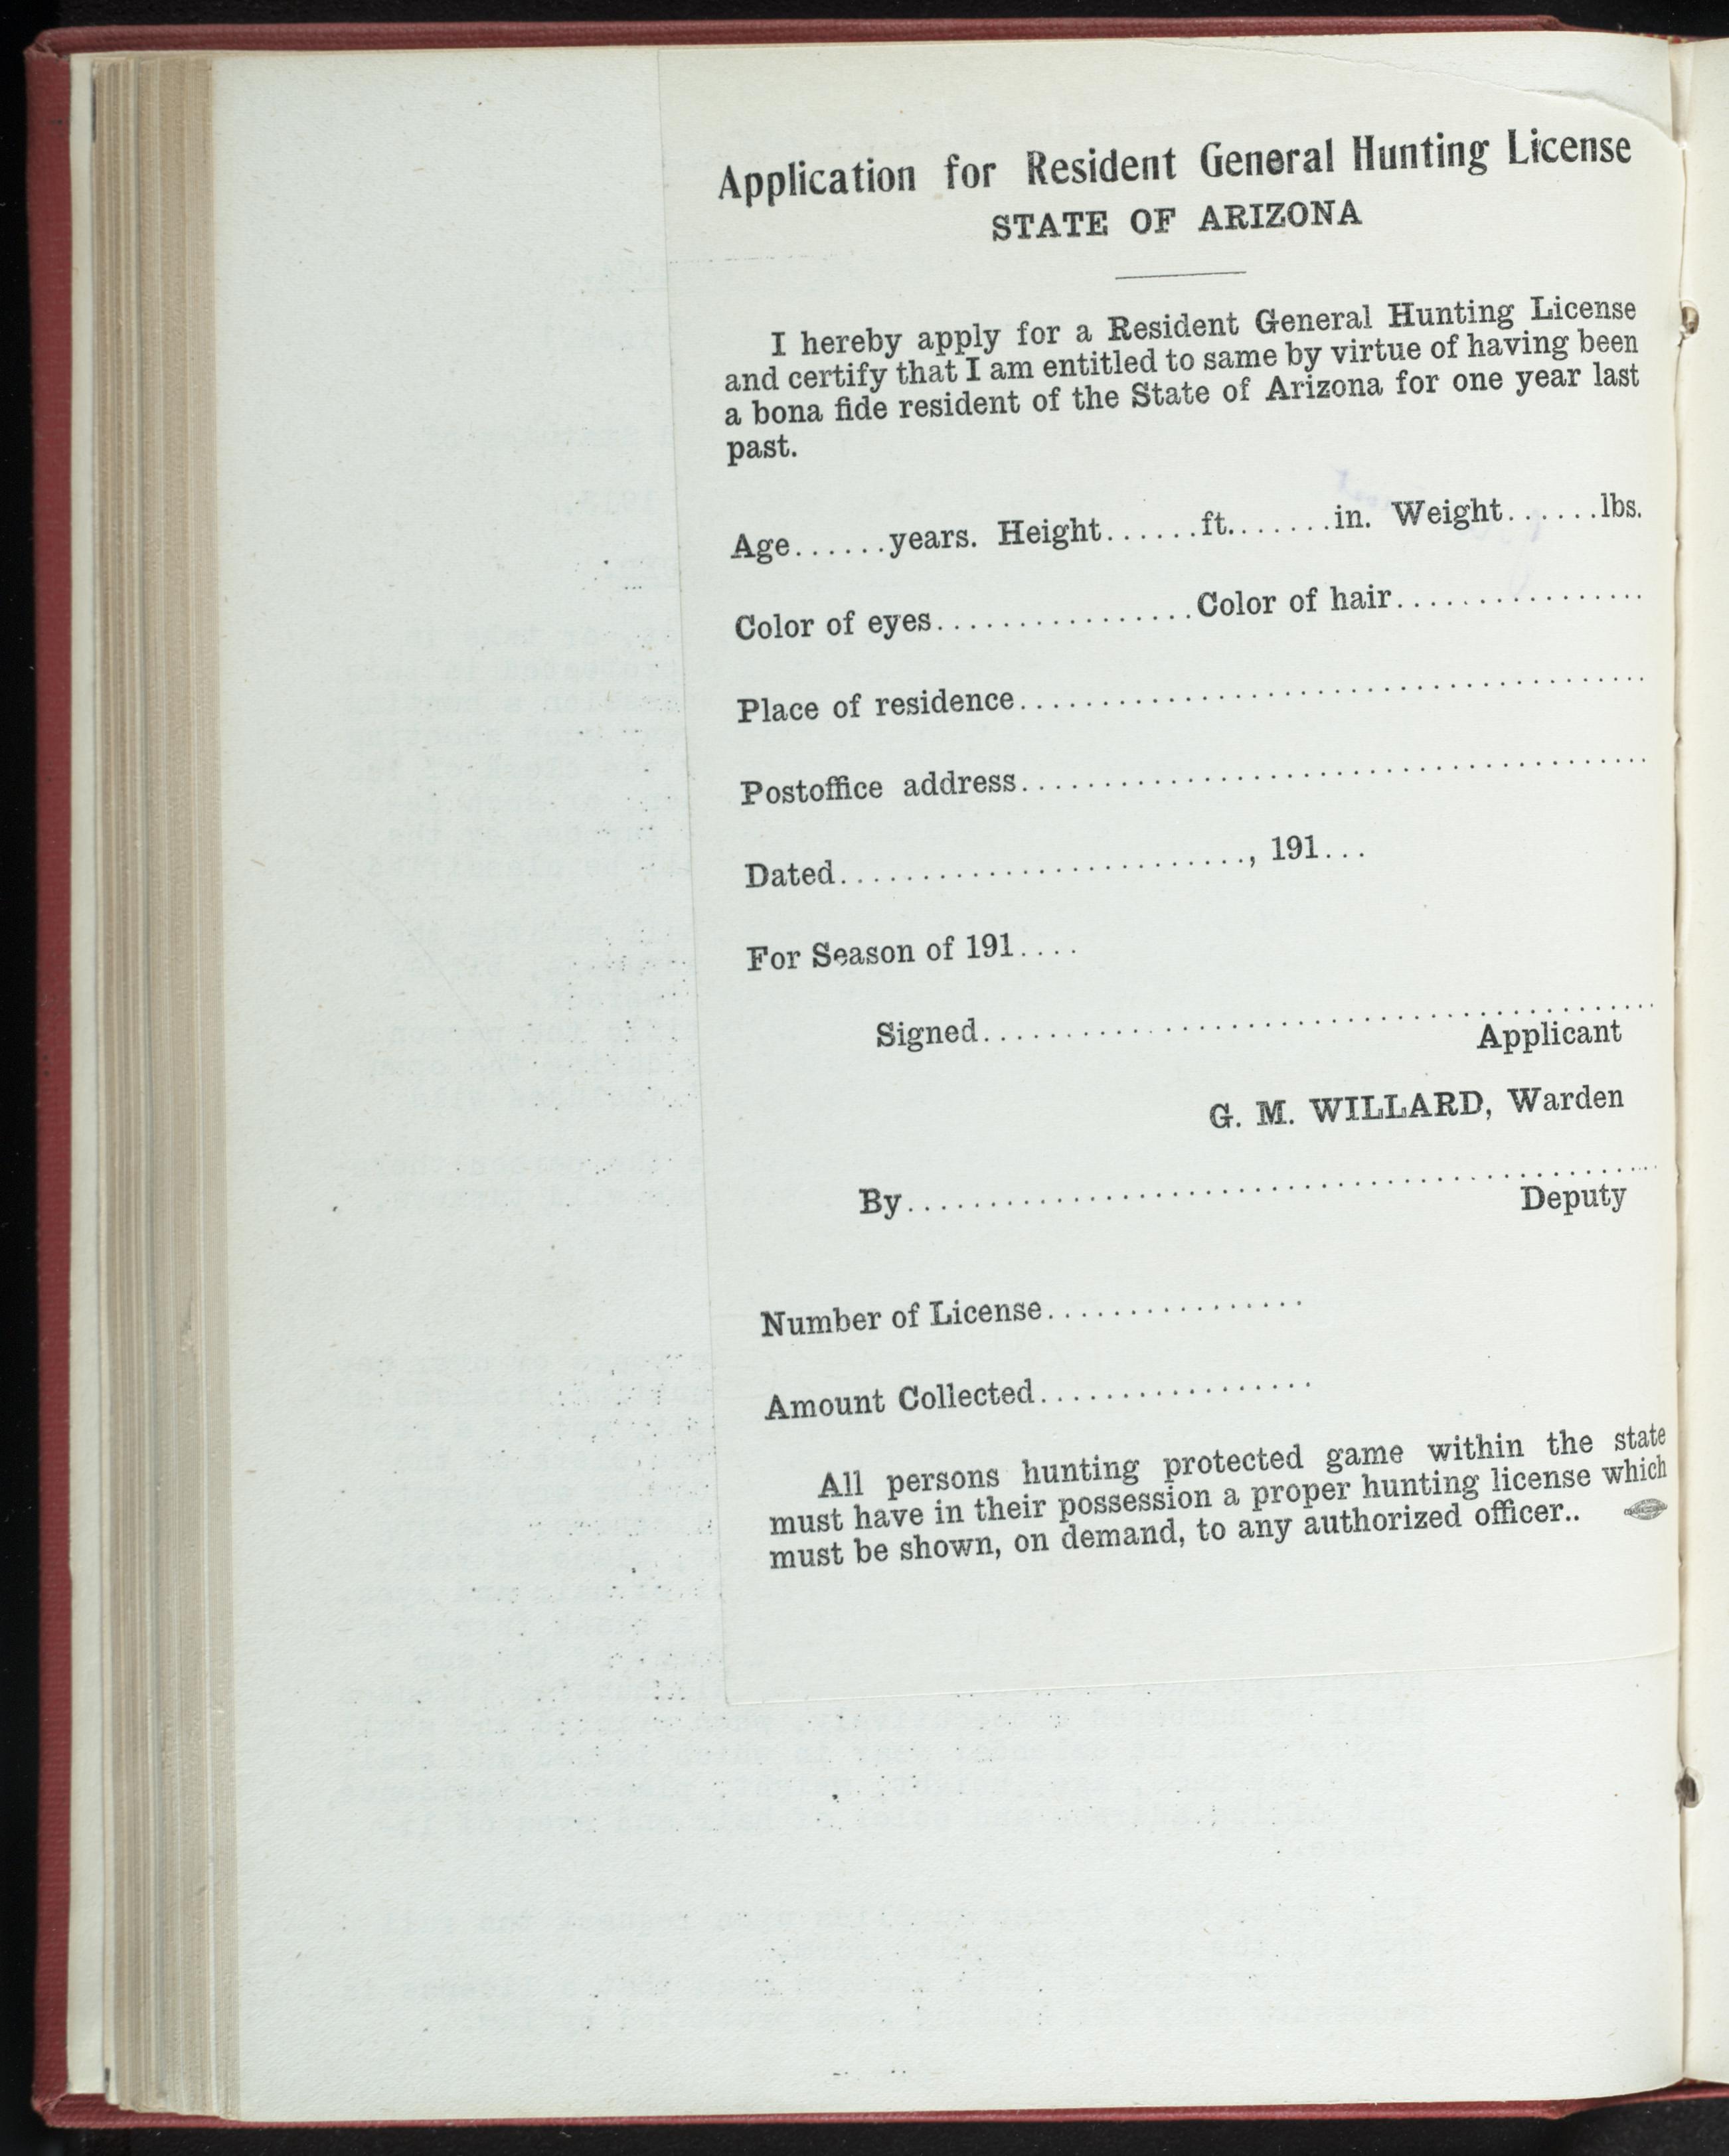 Application for Resident General Hunting License
STATE OF ARIZONA
I hereby apply for a Resident General Hunting License
and certify that I am entitled to same by virtue of having been
a bona fide resident of the State of Arizona for one year last
past.
Age......years. Height......ft.......in. Weight......lbs.
Color of eyes................Color of hair................
Place of residence.......................................
Postoffice address.......................................
Dated........................., 191...
For Season of 191....
Signed.........................................
Applicant
G. M. WILLARD, Warden
By..............................................
Deputy
Number of License................
Amount Collected.................
All persons hunting protected game within the state
must have in their possession a proper hunting license which
must be shown, on demand, to any authorized officer..